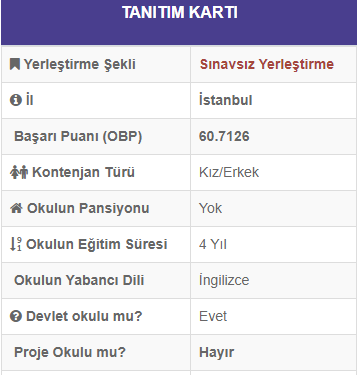 TANITIM KARTI
Yerleştirme Şekli Sınavsız Yerleştirme
İl İstanbul
Başarı Puanı (OBP) 60.7126
Kontenjan Türü Kız/Erkek
Okulun Pansiyonu Yok
Okulun Eğitim Süresi 4 Yıl
Okulun Yabancı Dili İngilizce
Devlet okulu mu? Evet
Proje Okulu mu? Hayır